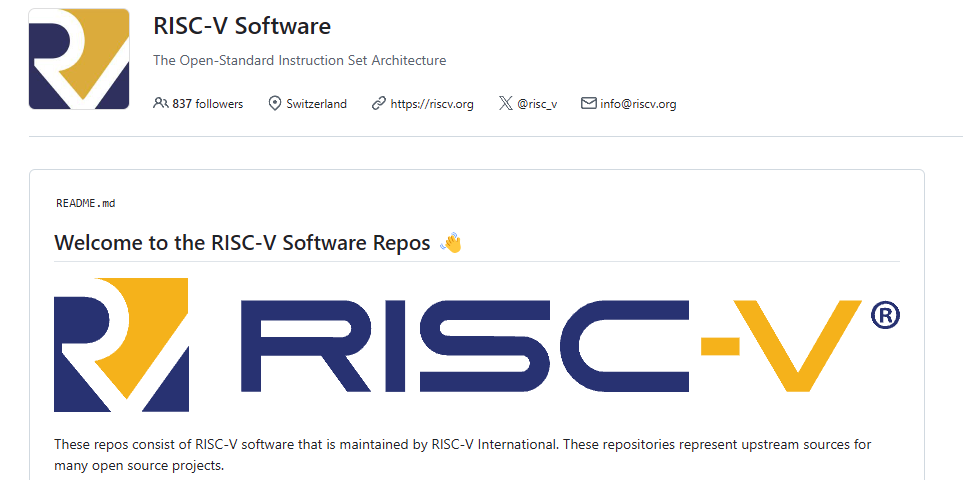 RISC-V Software
The Open-Standard Instruction Set Architecture
837 followers Switzerland https://riscv.org @risc_v info@riscv.org
README.md
Welcome to the RISC-V Software Repos 👋
RISC-V®
These repos consist of RISC-V software that is maintained by RISC-V International. These repositories represent upstream sources for
many open source projects.